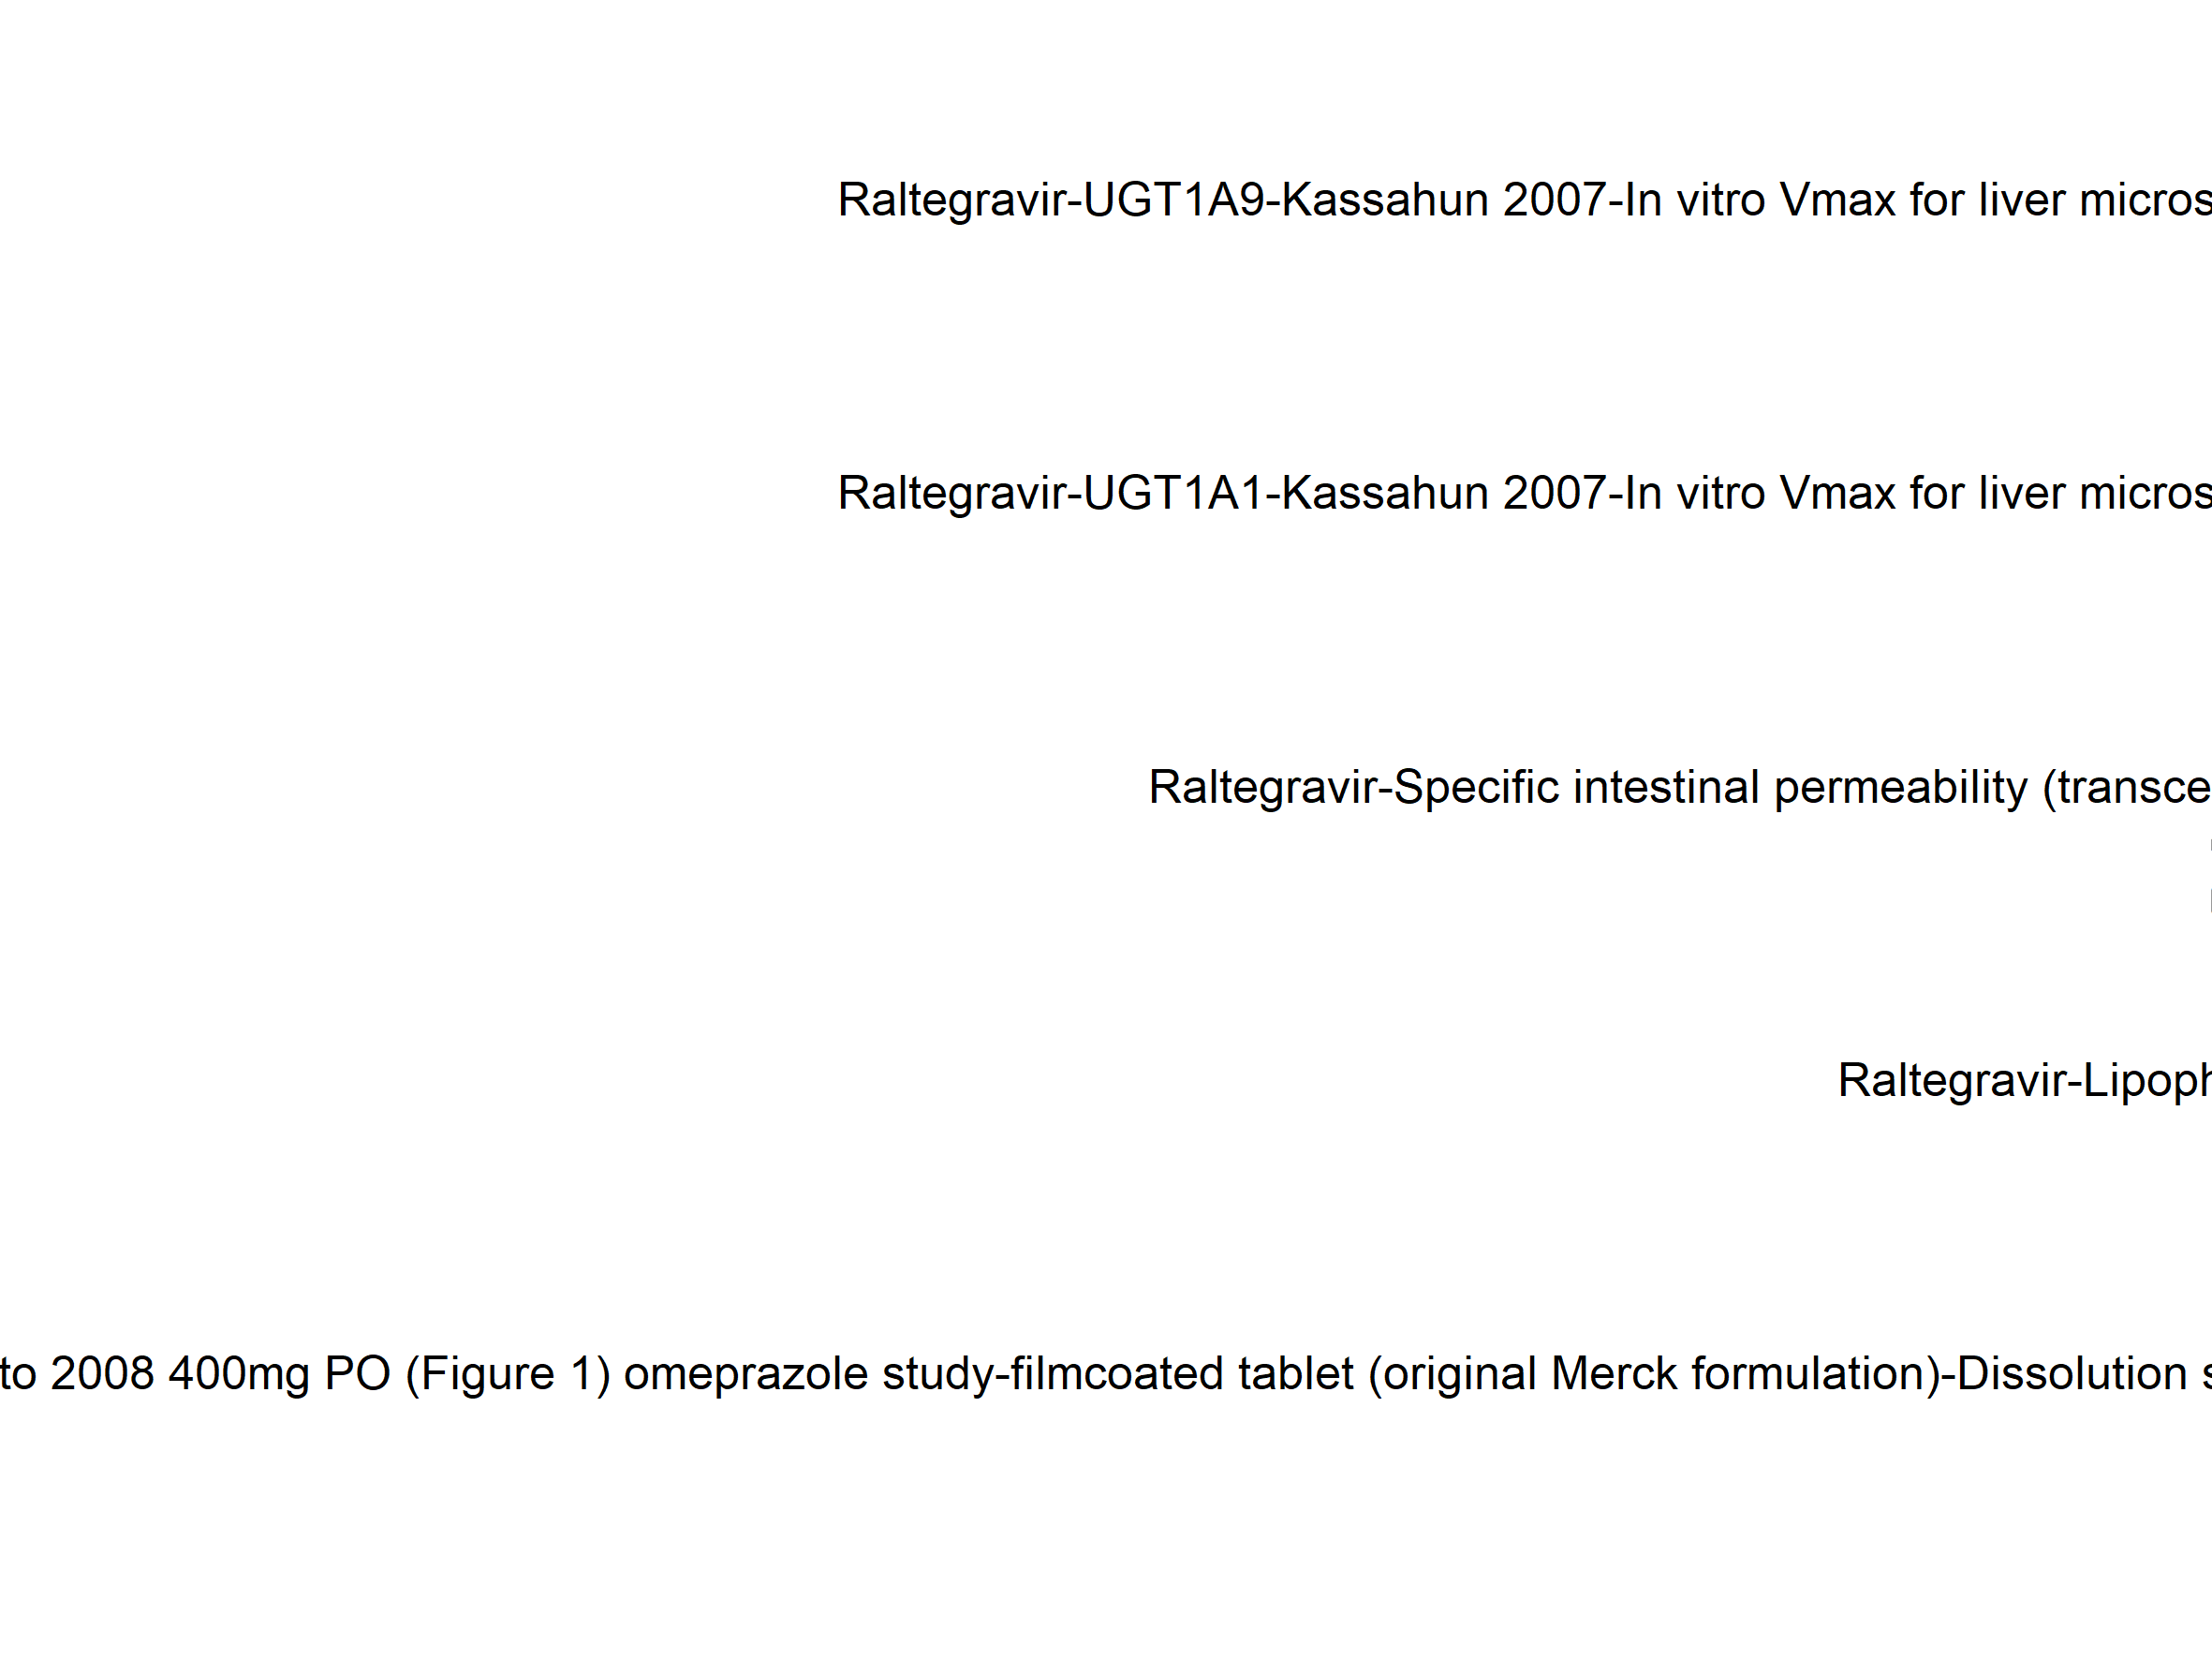 Raltegravir-UGT1A9-Kassahun 2007-In vitro Vmax for liver micros
Raltegravir-UGT1A1-Kassahun 2007-In vitro Vmax for liver micros
Raltegravir-Specific intestinal permeability (transce
Raltegravir-Lipoph
to 2008 400mg PO (Figure 1) omeprazole study-filmcoated tablet (original Merck formulation)-Dissolution s